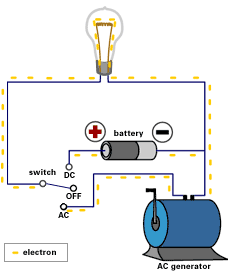 battery
DC
switch
OFF
AC
electron
AC generator